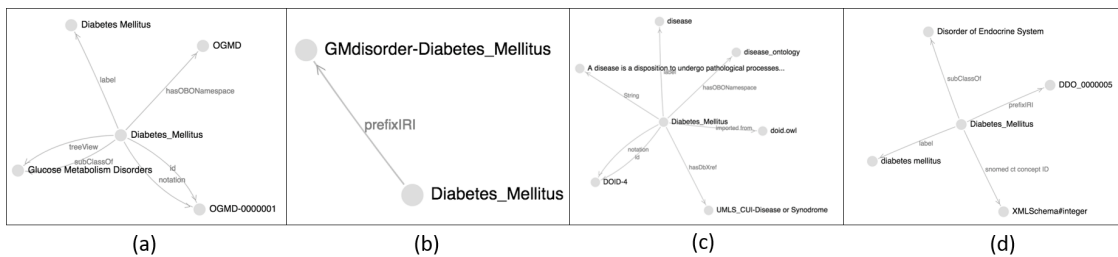 Diabetes Mellitus
OGMD
label
hasOBONamespace
Diabetes_Mellitus
treeView
subClassOf
Glucose Metabolism Disorders
id
notation
OGMD-0000001
(a)
GMdisorder-Diabetes_Mellitus
prefixIRI
Diabetes_Mellitus
(b)
disease
disease_ontology
A disease is a disposition to undergo pathological processes...
label
hasOBONamespace
String
Diabetes_Mellitus
imported from
doid.owl
notation
id
hasDbXref
DOID-4
UMLS_CUI-Disease or Synodrome
(c)
Disorder of Endocrine System
subClassOf
DDO_0000005
prefixIRI
Diabetes_Mellitus
label
diabetes mellitus
snomed ct concept ID
XMLSchema#integer
(d)